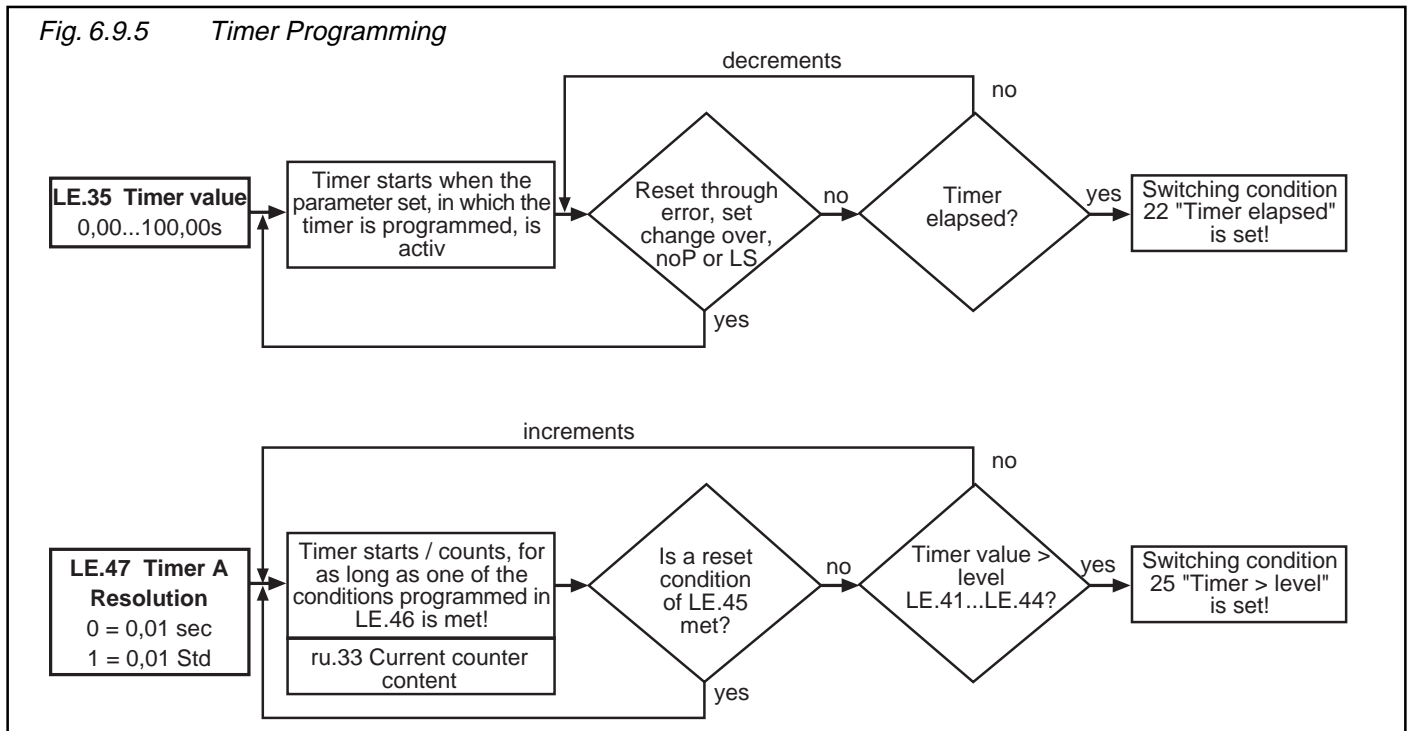 Fig. 6.9.5 Timer Programming
decrements
no
LE.35 Timer value
0,00...100,00s
Timer starts when the
parameter set, in which the
timer is programmed, is
activ
Reset through
error, set
change over,
noP or LS
no
Timer
elapsed?
yes
Switching condition
22 "Timer elapsed"
is set!
yes
increments
no
LE.47 Timer A
Resolution
0 = 0,01 sec
1 = 0,01 Std
Timer starts / counts, for
as long as one of the
conditions programmed in
LE.46 is met!
ru.33 Current counter
content
Is a reset
condition
of LE.45
met?
no
Timer value >
level
LE.41...LE.44?
yes
Switching condition
25 "Timer > level"
is set!
yes